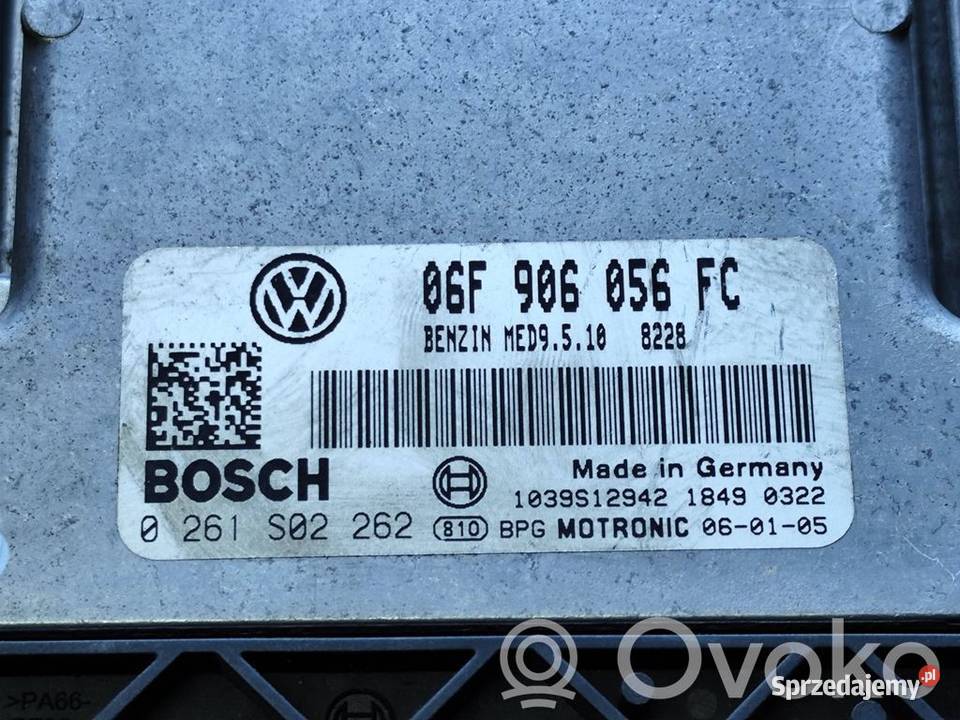 06F 906 056 FC
BENZIN MED9.5.10 8228
BOSCH
Made in Germany
1039S12942 1849 0322
0 261 S02 262 810 BPG MOTRONIC 06-01-05
>PA66-
Ovoko
Sprzedajemy.pl